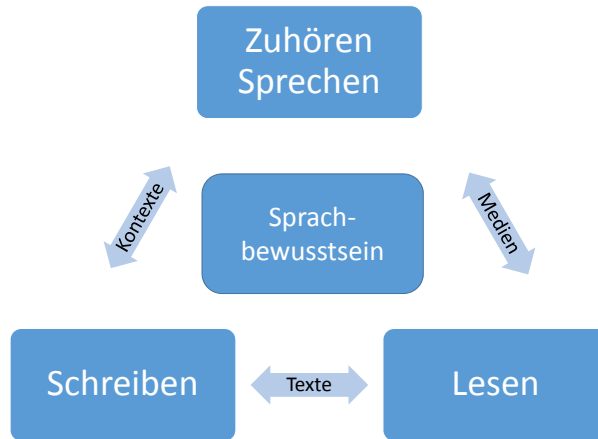 Zuhören
Sprechen
Kontexte
Sprach-
bewusstsein
Medien
Schreiben
Texte
Lesen